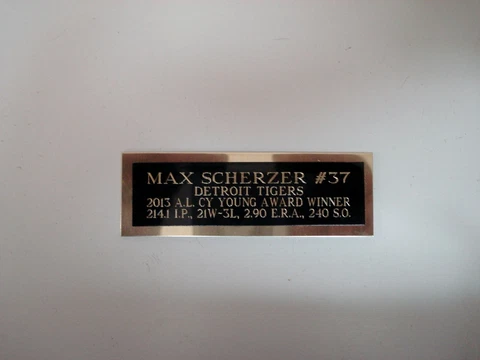 MAX SCHERZER #37
DETROIT TIGERS
2013 A.L. CY YOUNG AWARD WINNER
214.1 I.P., 21W-3L, 2.90 E.R.A., 240 S.O.